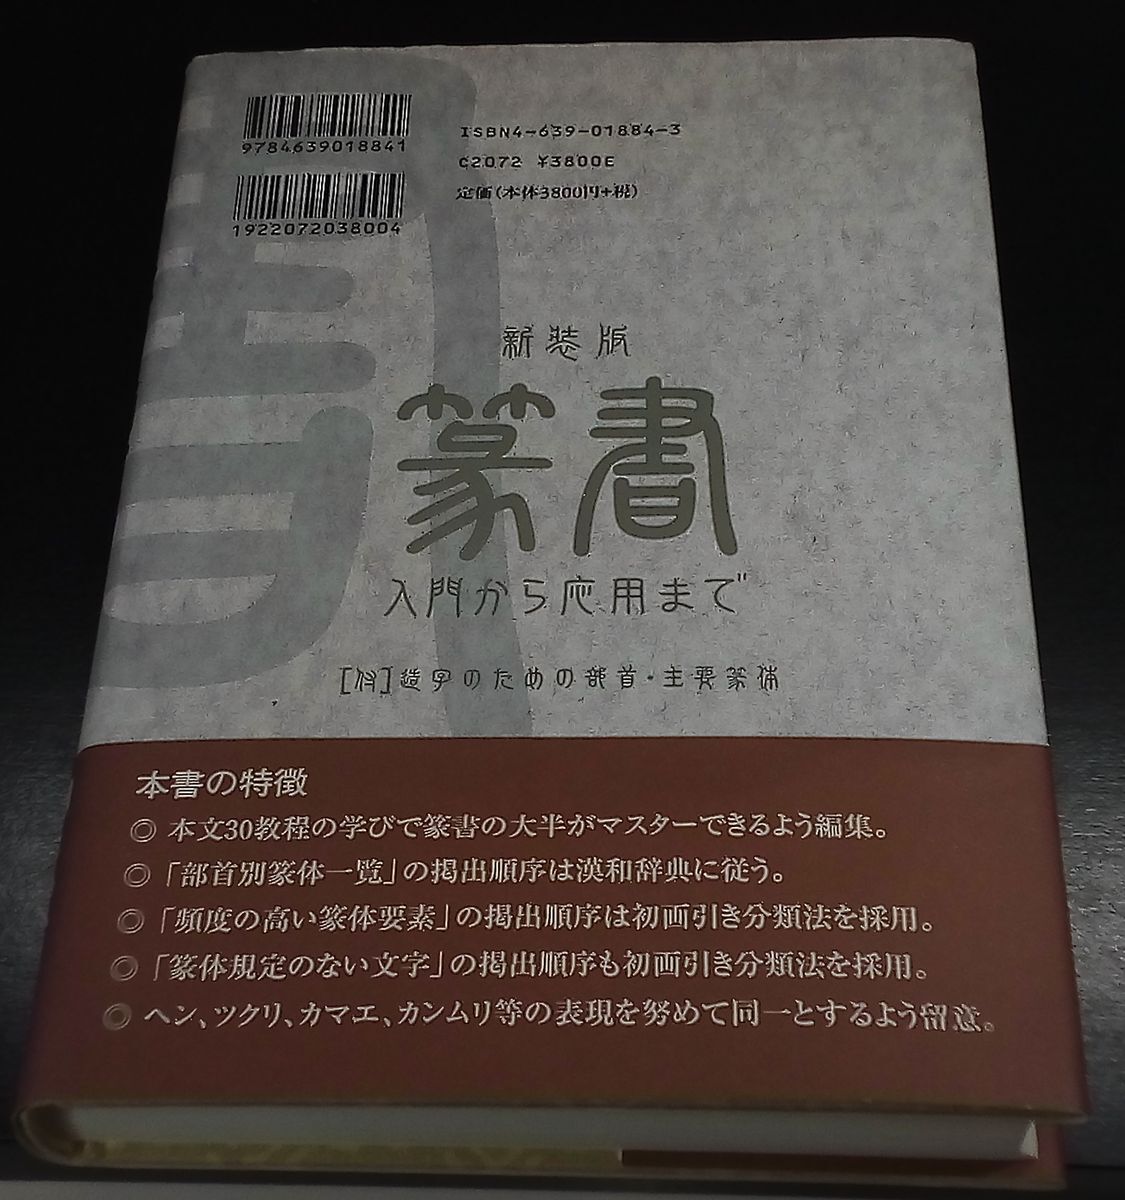 9784639018841
ISBN4-639-01884-3
C2072 ¥3800E
定価(本体3800円+税)
1922072038004
新装版
篆書
入門から応用まで
[付]造字のための部首・主要篆体
本書の特徴
◎ 本文30教程の学びで篆書の大半がマスターできるよう編集。
◎ 「部首別篆体一覧」の掲出順序は漢和辞典に従う。
◎ 「頻度の高い篆体要素」の掲出順序は初画引き分類法を採用。
◎ 「篆体規定のない文字」の掲出順序も初画引き分類法を採用。
◎ ヘン、ツクリ、カマエ、カンムリ等の表現を努めて同一とするよう留意。